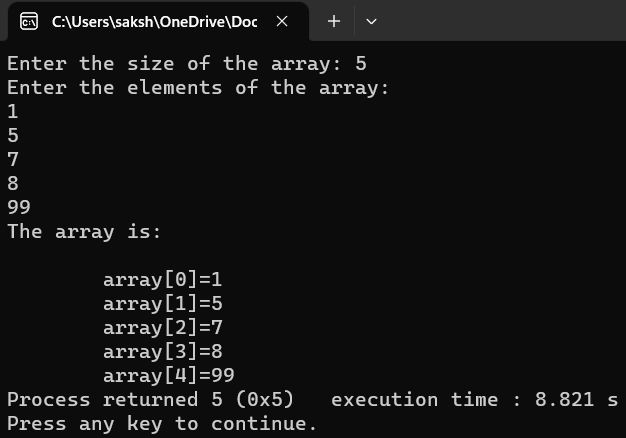 C:\Users\saksh\OneDrive\Doc
Enter the size of the array: 5
Enter the elements of the array:
1
5
7
8
99
The array is:
array[0]=1
array[1]=5
array[2]=7
array[3]=8
array[4]=99
Process returned 5 (0x5)   execution time : 8.821 s
Press any key to continue.